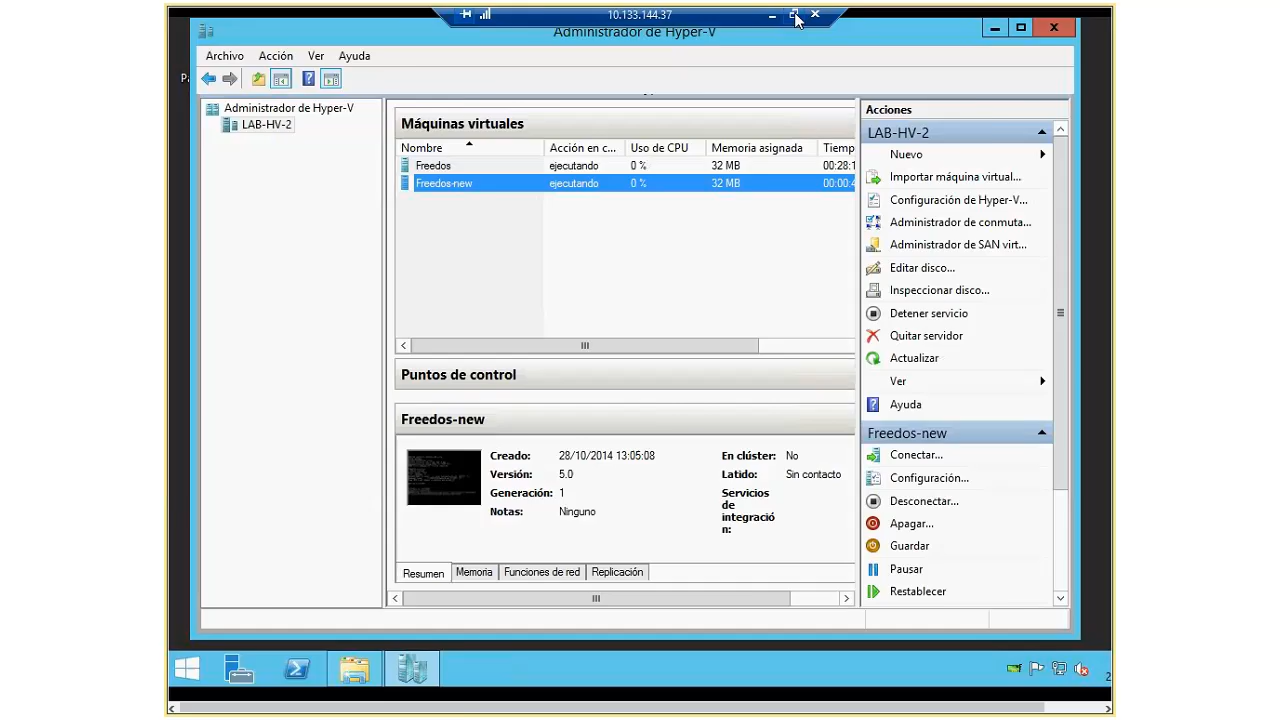 10.133.144.37
Administrador de Hyper-V
Archivo Acción Ver Ayuda
Administrador de Hyper-V
LAB-HV-2
Máquinas virtuales
Nombre Acción en c... Uso de CPU Memoria asignada Tiemp
Freedos ejecutando 0 % 32 MB 00:28:1
Freedos-new ejecutando 0 % 32 MB 00:00:4
Puntos de control
Freedos-new
Creado: 28/10/2014 13:05:08
Versión: 5.0
Generación: 1
Notas: Ninguno
En clúster: No
Latido: Sin contacto
Servicios
de
integració
n:
Resumen Memoria Funciones de red Replicación
Acciones
LAB-HV-2
Nuevo
Importar máquina virtual...
Configuración de Hyper-V...
Administrador de conmuta...
Administrador de SAN virt...
Editar disco...
Inspeccionar disco...
Detener servicio
Quitar servidor
Actualizar
Ver
Ayuda
Freedos-new
Conectar...
Configuración...
Desconectar...
Apagar...
Guardar
Pausar
Restablecer